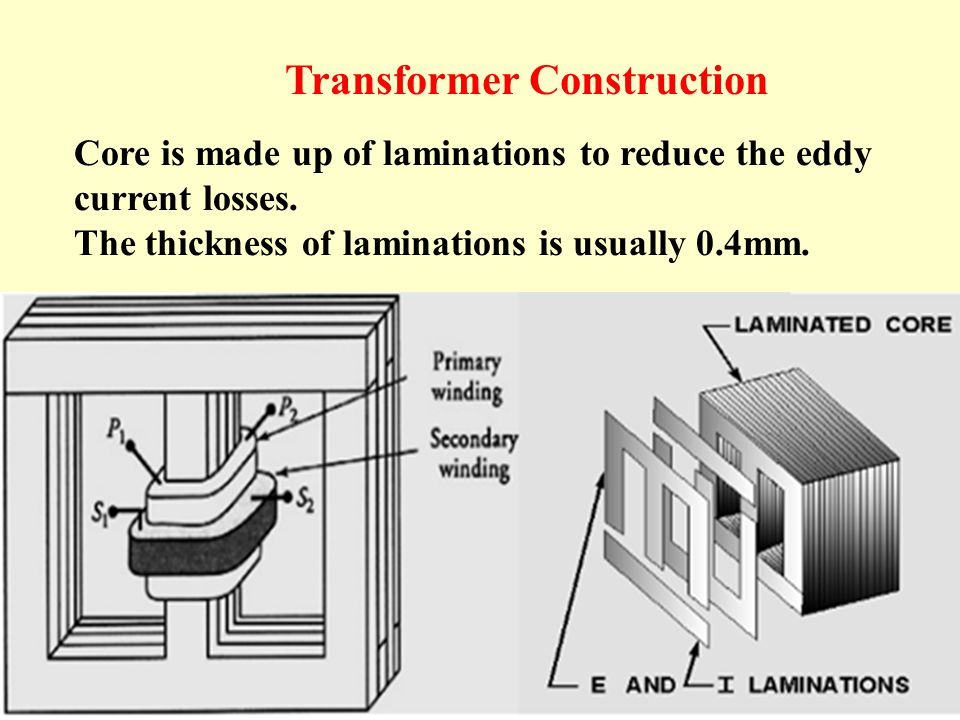 Transformer Construction
Core is made up of laminations to reduce the eddy
current losses.
The thickness of laminations is usually 0.4mm.
Primary
winding
Secondary
winding
P1
P2
S1
S2
LAMINATED CORE
E AND I LAMINATIONS